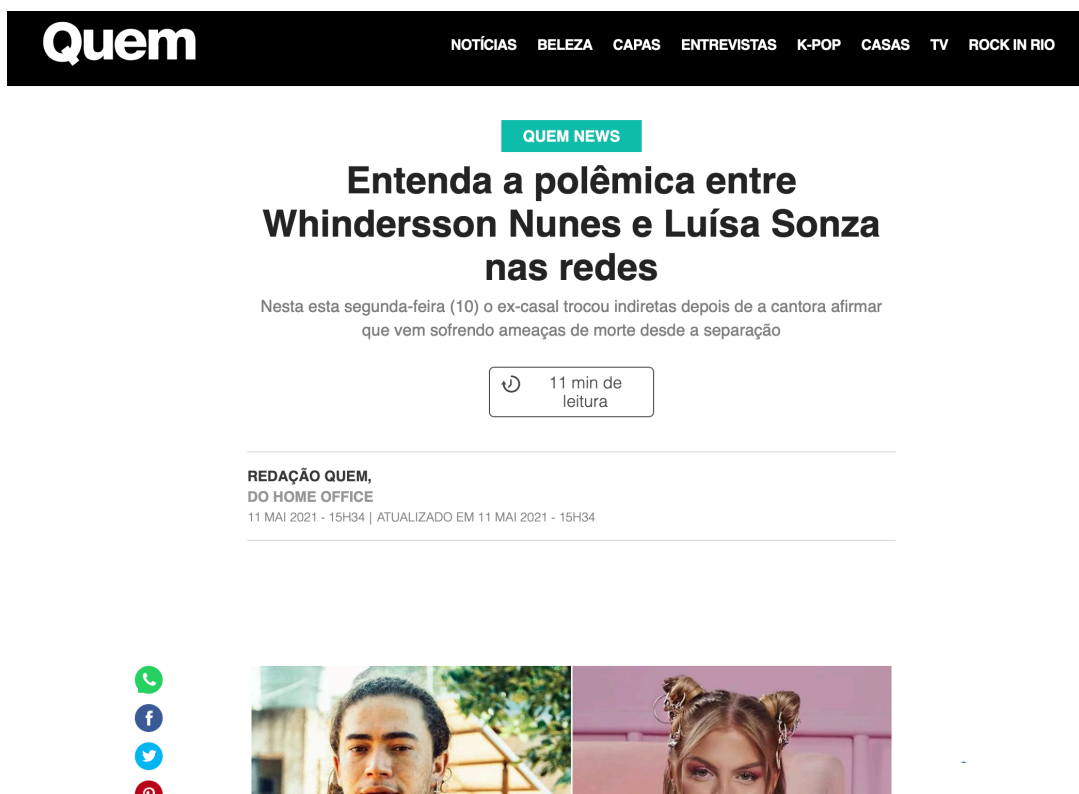 Quem
NOTÍCIAS BELEZA CAPAS ENTREVISTAS K-POP CASAS TV ROCK IN RIO
QUEM NEWS
Entenda a polêmica entre
Whindersson Nunes e Luísa Sonza
nas redes
Nesta esta segunda-feira (10) o ex-casal trocou indiretas depois de a cantora afirmar
que vem sofrendo ameaças de morte desde a separação
11 min de
leitura
REDAÇÃO QUEM,
DO HOME OFFICE
11 MAI 2021 - 15H34 | ATUALIZADO EM 11 MAI 2021 - 15H34